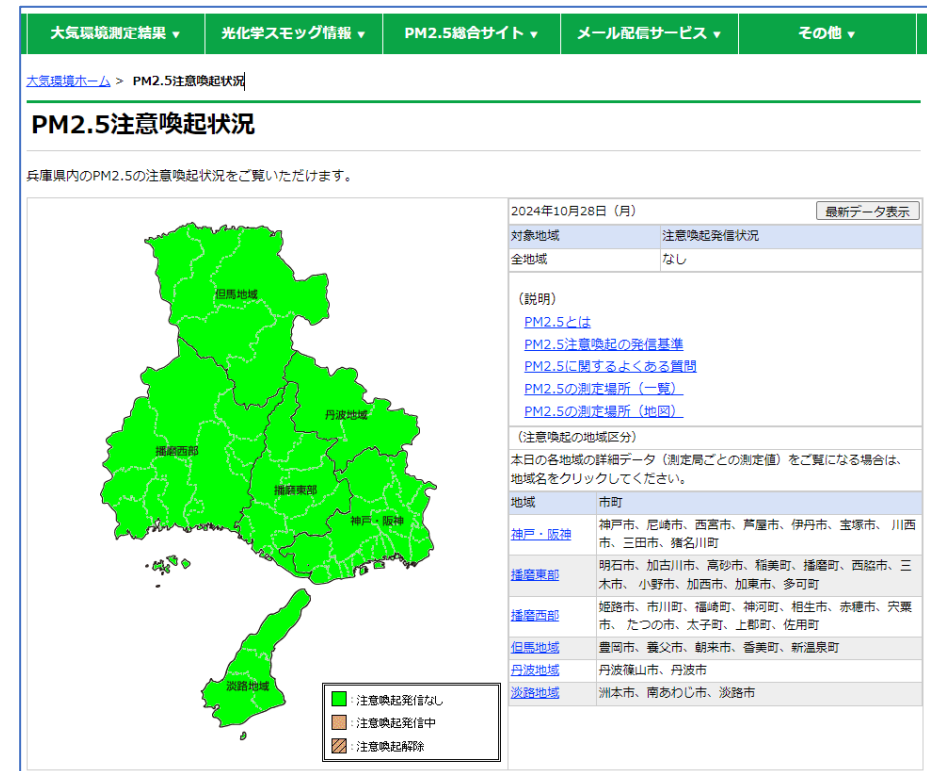 大気環境測定結果 ▼
光化学スモッグ情報 ▼
PM2.5総合サイト ▼
メール配信サービス ▼
その他 ▼
大気環境ホーム > PM2.5注意喚起状況
PM2.5注意喚起状況
兵庫県内のPM2.5の注意喚起状況をご覧いただけます。
但馬地域
丹波地域
播磨西部
播磨東部
神戸・阪神
淡路地域
:注意喚起発信なし
:注意喚起発信中
:注意喚起解除
2024年10月28日（月）
最新データ表示
対象地域 注意喚起発信状況
全地域 なし
（説明）
PM2.5とは
PM2.5注意喚起の発信基準
PM2.5に関するよくある質問
PM2.5の測定場所（一覧）
PM2.5の測定場所（地図）
（注意喚起の地域区分）
本日の各地域の詳細データ（測定局ごとの測定値）をご覧になる場合は、
地域名をクリックしてください。
地域 市町
神戸・阪神 神戸市、尼崎市、西宮市、芦屋市、伊丹市、宝塚市、 川西
市、三田市、猪名川町
播磨東部 明石市、加古川市、高砂市、稲美町、播磨町、西脇市、三
木市、 小野市、加西市、加東市、多可町
播磨西部 姫路市、市川町、福崎町、神河町、相生市、赤穂市、宍粟
市、 たつの市、太子町、上郡町、佐用町
但馬地域 豊岡市、養父市、朝来市、香美町、新温泉町
丹波地域 丹波篠山市、丹波市
淡路地域 洲本市、南あわじ市、淡路市